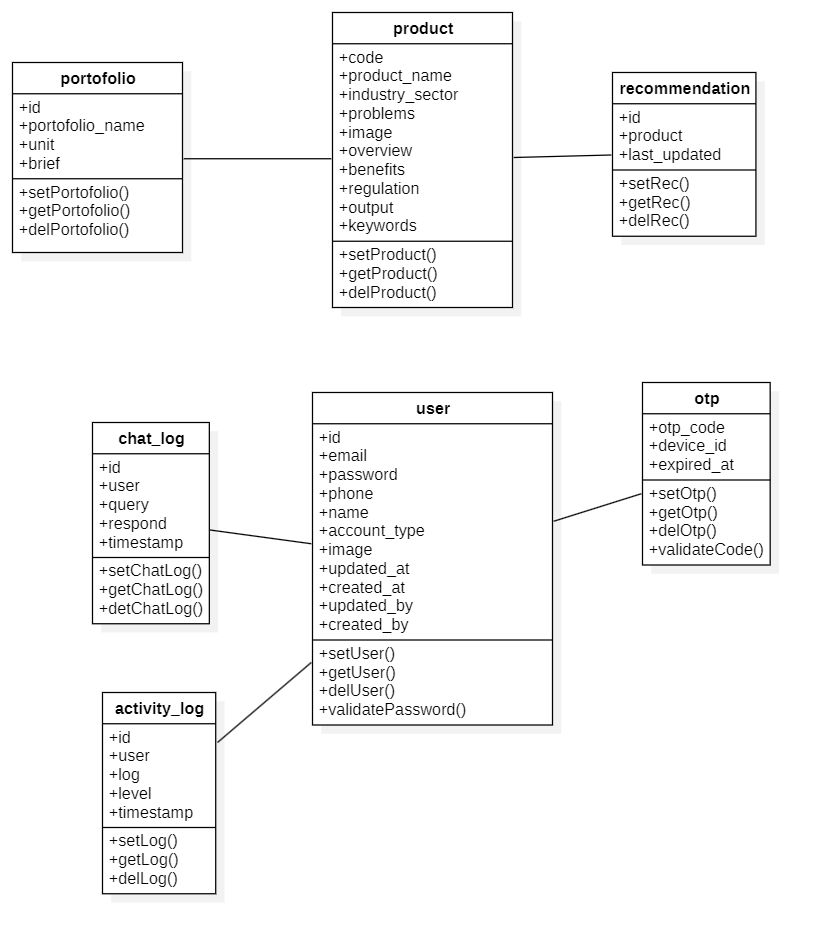 portofolio
+id
+portofolio_name
+unit
+brief
+setPortofolio()
+getPortofolio()
+delPortofolio()
product
+code
+product_name
+industry_sector
+problems
+image
+overview
+benefits
+regulation
+output
+keywords
+setProduct()
+getProduct()
+delProduct()
recommendation
+id
+product
+last_updated
+setRec()
+getRec()
+delRec()
chat_log
+id
+user
+query
+respond
+timestamp
+setChatLog()
+getChatLog()
+detChatLog()
user
+id
+email
+password
+phone
+name
+account_type
+image
+updated_at
+created_at
+updated_by
+created_by
+setUser()
+getUser()
+delUser()
+validatePassword()
otp
+otp_code
+device_id
+expired_at
+setOtp()
+getOtp()
+delOtp()
+validateCode()
activity_log
+id
+user
+log
+level
+timestamp
+setLog()
+getLog()
+delLog()